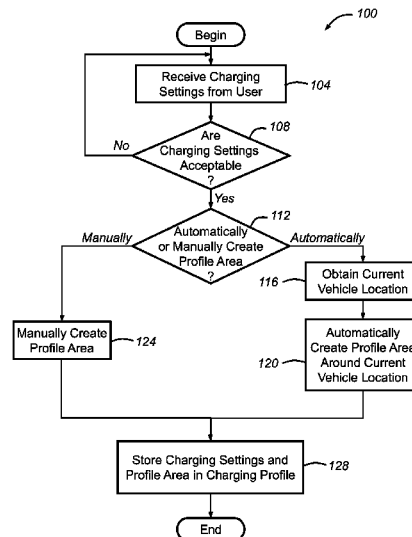 100
Begin
Receive Charging
Settings from User
104
Are
Charging Settings
Acceptable
?
108
No
Yes
Automatically
or Manually Create
Profile Area
?
112
Manually
Automatically
Obtain Current
Vehicle Location
116
Manually Create
Profile Area
124
Automatically
Create Profile Area
Around Current
Vehicle Location
120
Store Charging Settings and
Profile Area in Charging Profile
128
End